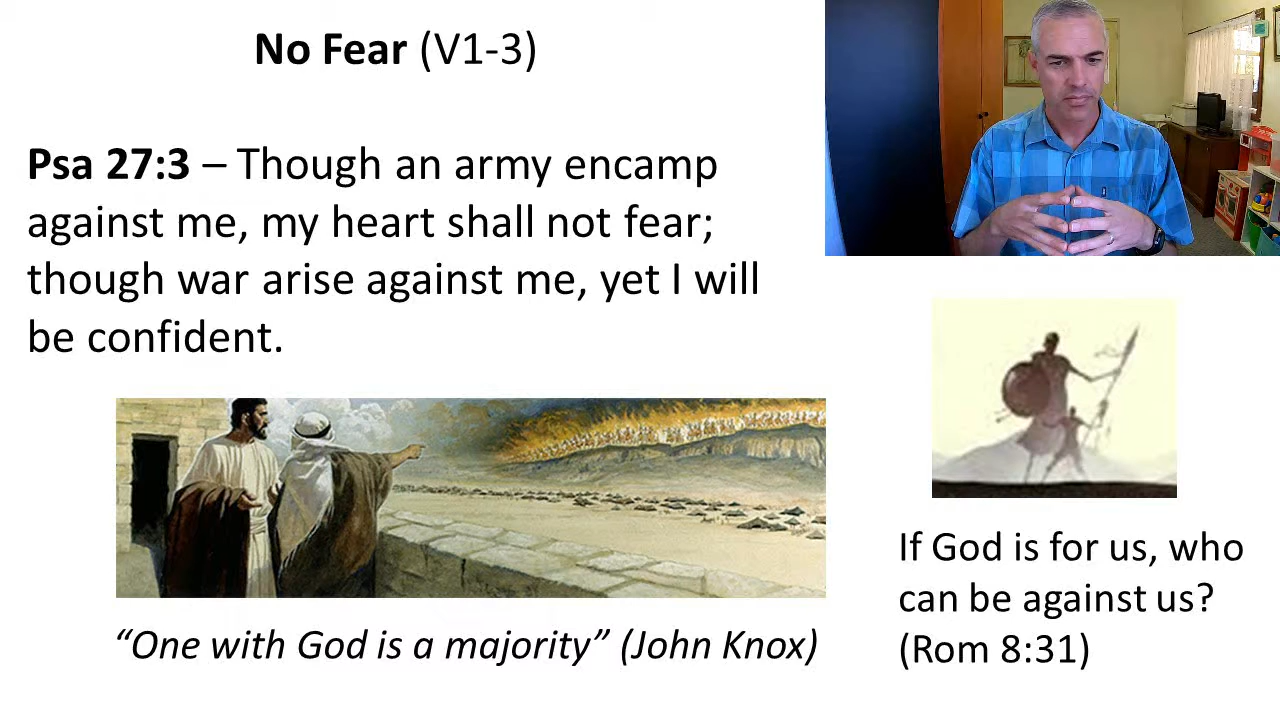 No Fear (V1-3)
Psa 27:3 – Though an army encamp
against me, my heart shall not fear;
though war arise against me, yet I will
be confident.
“One with God is a majority” (John Knox)
If God is for us, who
can be against us?
(Rom 8:31)